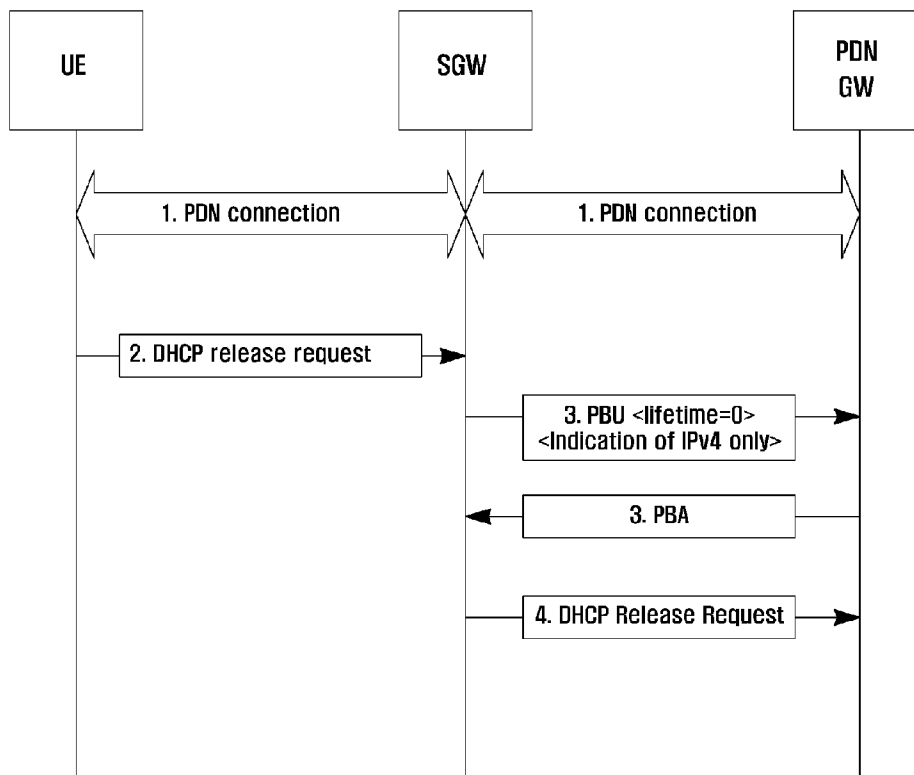 UE
SGW
PDN
GW
1. PDN connection
1. PDN connection
2. DHCP release request
3. PBU <lifetime=0>
<Indication of IPv4 only>
3. PBA
4. DHCP Release Request